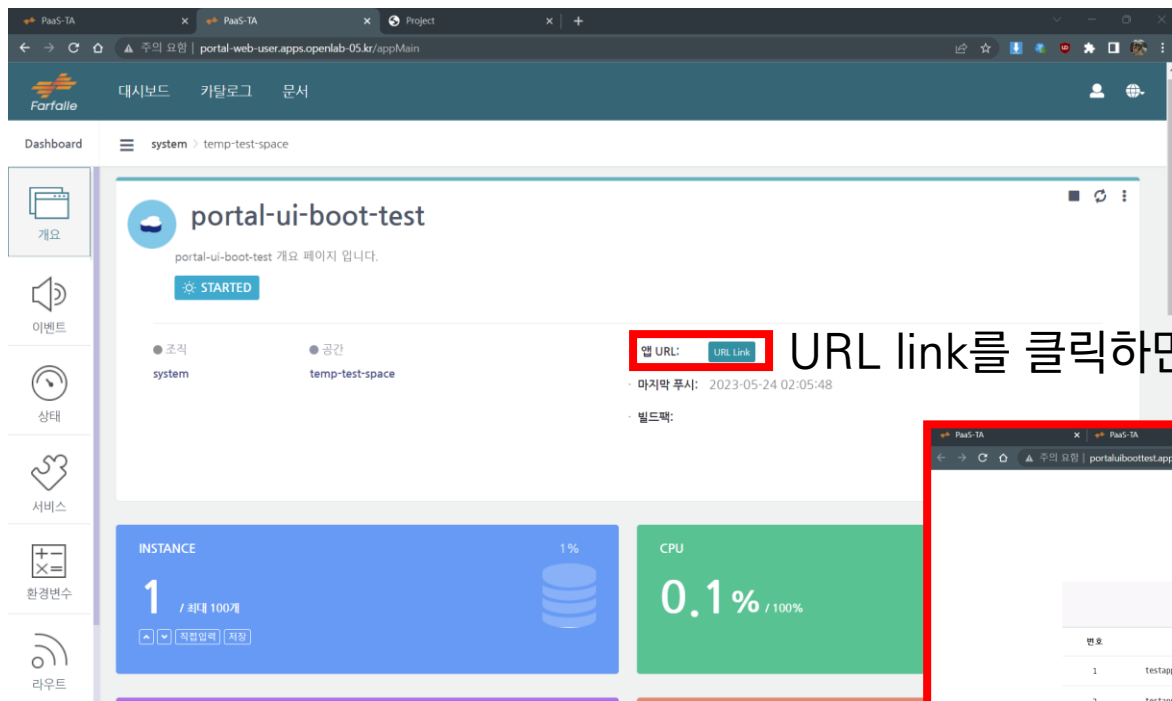 PaaS-TA
PaaS-TA
Project
주의 요함 | portal-web-user.apps.openlab-05.kr/appMain
Farfalle
대시보드 카탈로그 문서
Dashboard
system > temp-test-space
개요
portal-ui-boot-test
portal-ui-boot-test 개요 페이지 입니다.
STARTED
이벤트
조직
system
공간
temp-test-space
앱 URL: URL Link
URL link를 클릭하면
마지막 푸시: 2023-05-24 02:05:48
빌드팩:
상태
서비스
환경변수
라우트
INSTANCE 1%
1 / 최대 100개
직접입력 저장
CPU
0.1% / 100%
PaaS-TA
PaaS-TA
주의 요함 | portaluiboottest.app
번호
1 testapp